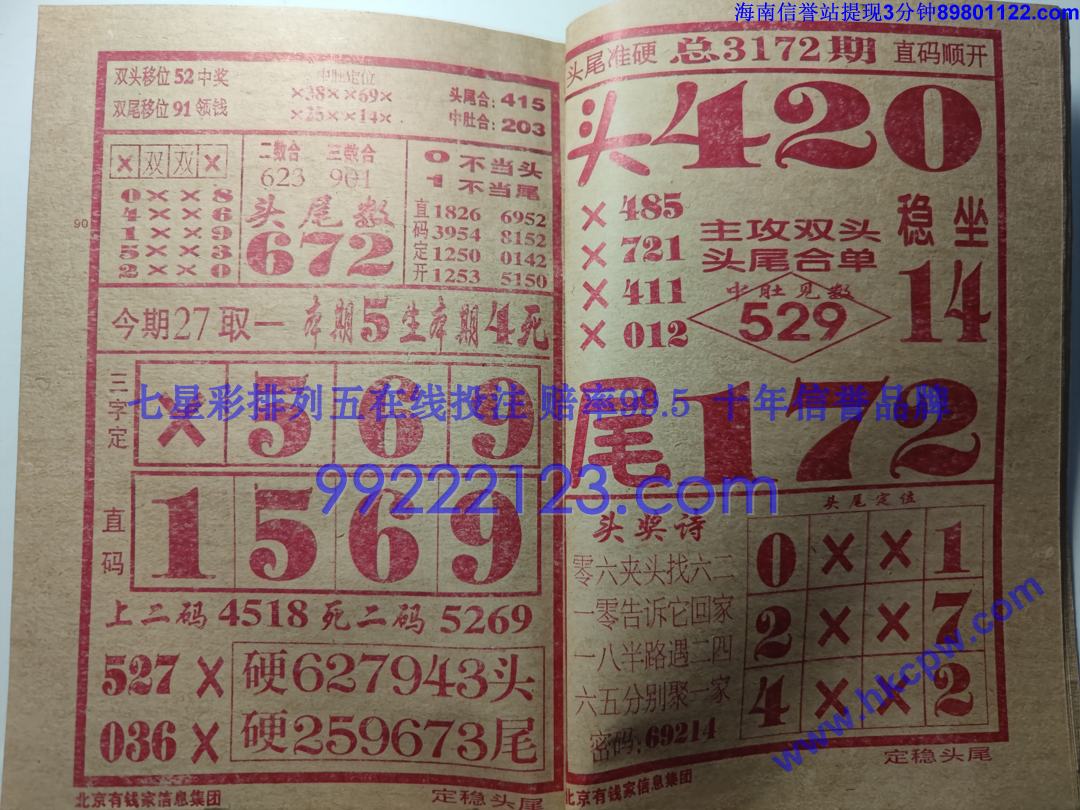 海南信誉站提现3分钟89801122.com
双头移位52中奖
双尾移位91领钱
中肚定位
×38××69×
×25××14×
头尾合:415
中肚合:203
×双双×
0××8
4××6
1××9
5××3
2××0
二数合 三数合
623 901
头尾数
672
0不当头
1不当尾
直码定开
1826 6952
3954 8152
1250 0142
1253 5150
90
今期27取一 本期5生本期4死
三字定
×569
直码
1569
上二码4518死二码5269
527× 硬627943头
036× 硬259673尾
北京有钱家信息集团 定稳头尾
头尾准硬 总3172期 直码顺开
头420
×485
×721
×411
×012
主攻双头
头尾合单
中肚见数
529
稳坐
14
尾172
头奖诗
零六夹头找六二
一零告诉它回家
一八半路遇二四
六五分别聚一家
密码:69214
头尾定位
0××1
2××7
4××2
北京有钱家信息集团 定稳头尾
七星彩排列五在线投注 赔率99.5 十年信誉品牌
99222123.com
www.hkcpw.com